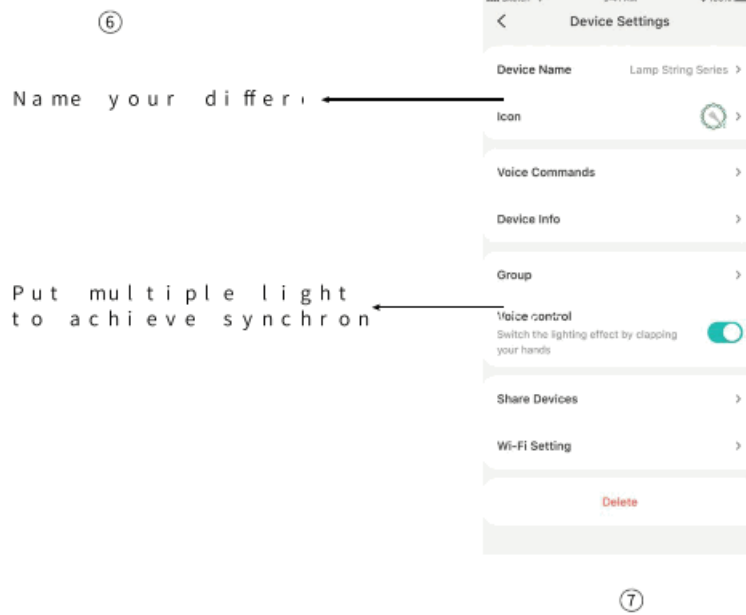 ⑥
Device Settings
Device Name
Lamp String Series
Name your differ
Icon
Voice Commands
Device Info
Group
Put multiple light
to achieve synchron
Voice control
Switch the lighting effect by clapping
your hands
Share Devices
Wi-Fi Setting
Delete
⑦